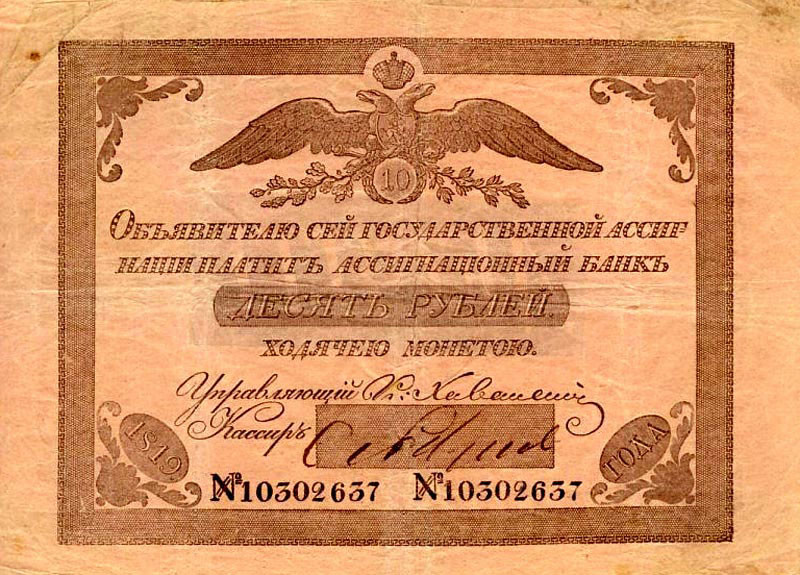 10
Объявителю сей государственной ассиг-
націи платитъ ассигнаціонный банкъ
ДЕСЯТЬ РУБЛЕЙ.
ходячею монетою.
Управляющій
Кассиръ
1819 ГОДА
№10302637 №10302637